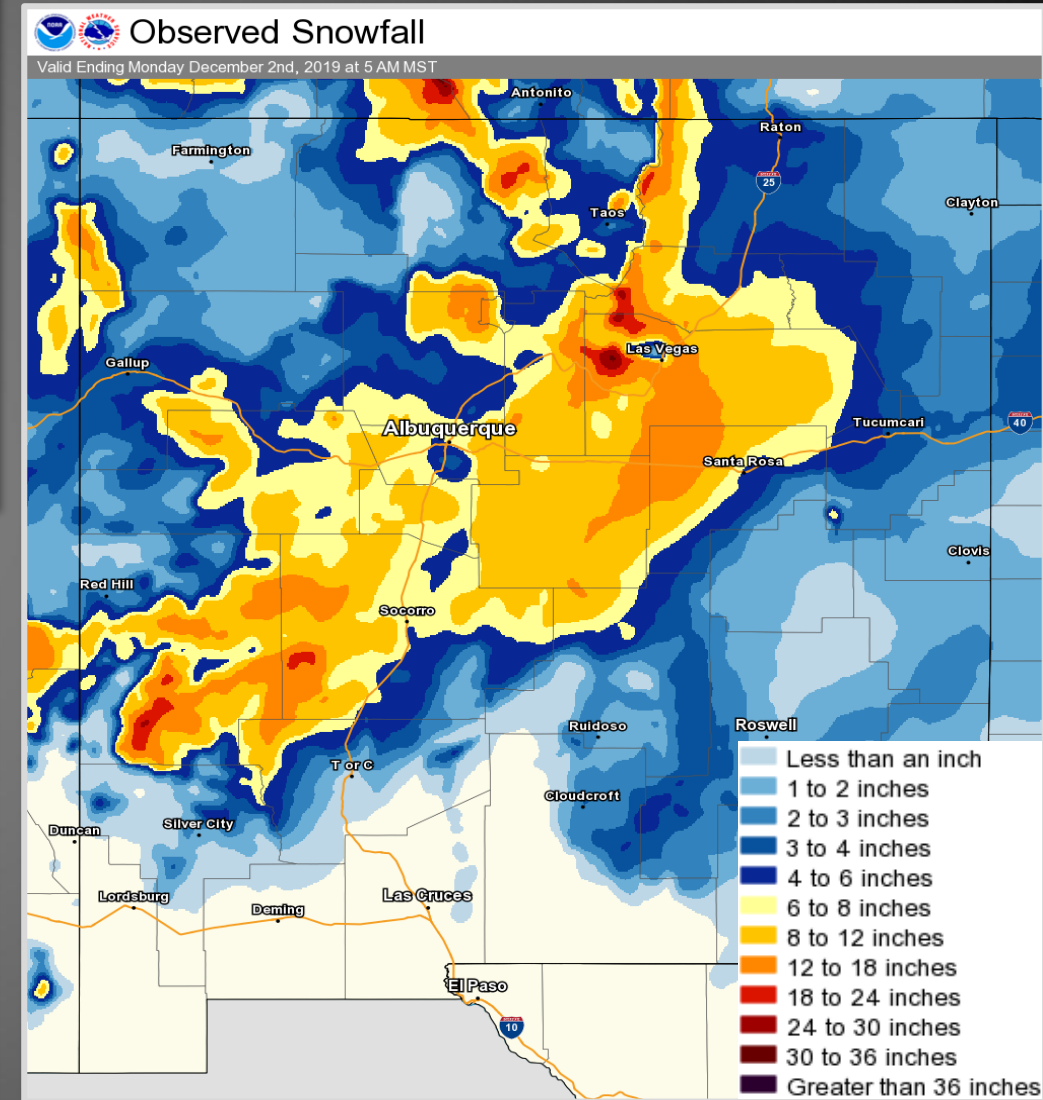 NOAA
Observed Snowfall
Valid Ending Monday December 2nd, 2019 at 5 AM MST
Antonito
Raton
Farmington
25
Clayton
Taos
Las Vegas
Gallup
Albuquerque
Tucumcari
40
Santa Rosa
Clovis
Red Hill
Socorro
Ruidoso
Roswell
T or C
Cloudcroft
Silver City
Duncan
Lordsburg
Las Cruces
Deming
El Paso
10
Less than an inch
1 to 2 inches
2 to 3 inches
3 to 4 inches
4 to 6 inches
6 to 8 inches
8 to 12 inches
12 to 18 inches
18 to 24 inches
24 to 30 inches
30 to 36 inches
Greater than 36 inches